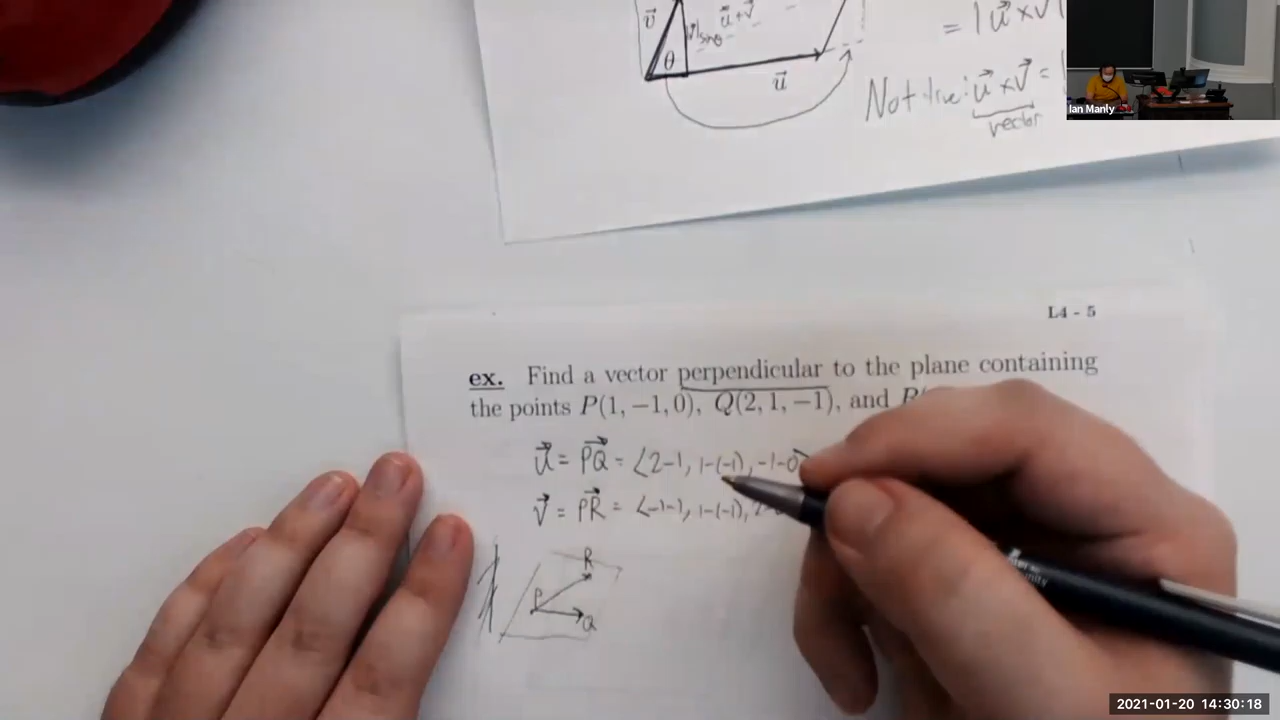 v⃗ |v⃗| sinθ u⃗+v⃗
θ
u⃗
= |u⃗ × v⃗|
Not true: u⃗ × v⃗ =
vector
Ian Manly
L4 - 5
ex. Find a vector perpendicular to the plane containing
the points P(1, −1, 0), Q(2, 1, −1), and
u⃗ = PQ⃗ = ⟨2-1, 1-(-1), -1-0⟩
v⃗ = PR⃗ = ⟨-1-1, 1-(-1),
R
P
Q
2021-01-20 14:30:18